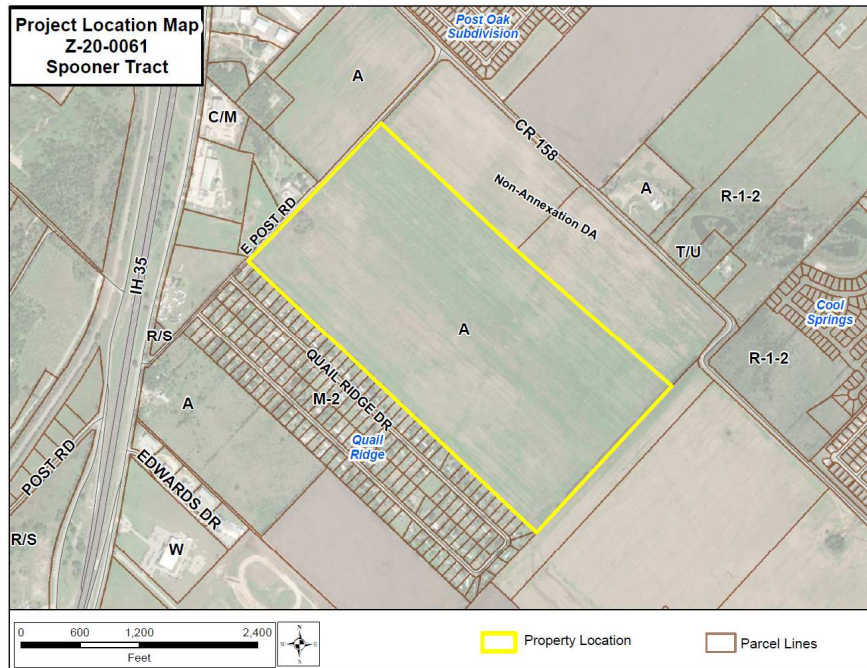 Project Location Map
Z-20-0061
Spooner Tract
Post Oak
Subdivision
A
C/M
CR 158
A
R-1-2
Non-Annexation DA
E POST RD
T/U
IH 35
Cool
Springs
R/S
A
R-1-2
QUAIL RIDGE DR
A
M-2
Quail
Ridge
POST RD
EDWARDS DR
R/S
W
0 600 1,200 2,400
Feet
N
W E
S
Property Location
Parcel Lines